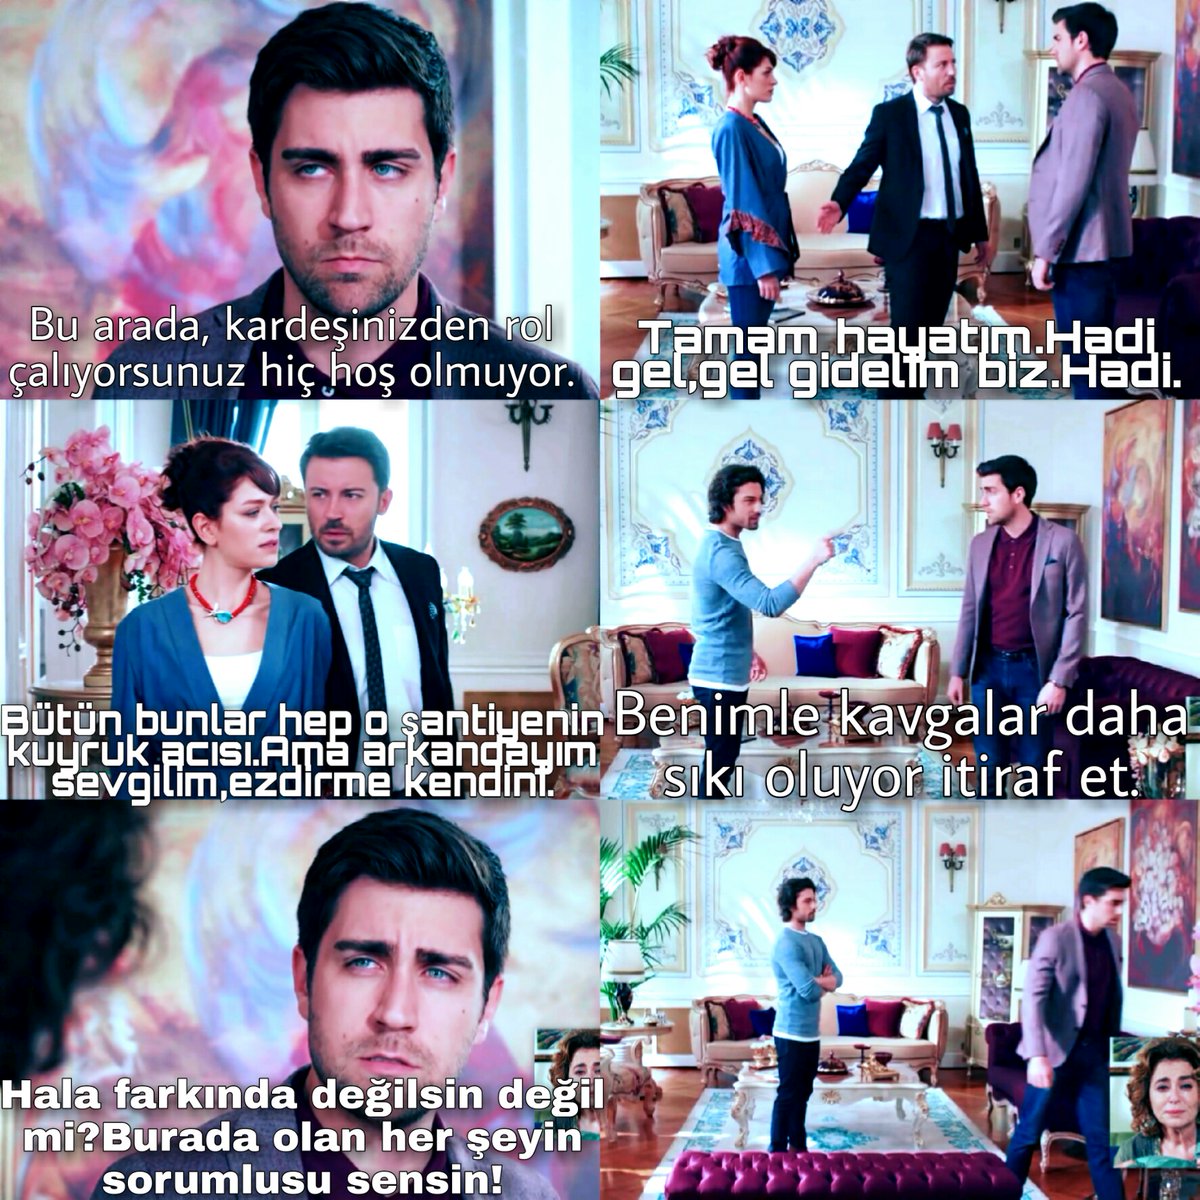 Bu arada, kardeşinizden rol
çalıyorsunuz hiç hoş olmuyor.
Tamam hayatım.Hadi
gel,gel gidelim biz.Hadi.
Bütün bunlar hep o şantiyenin
kuyruk acısı.Ama arkandayım
sevgilim,ezdirme kendini.
Benimle kavgalar daha
sıkı oluyor itiraf et.
Hala farkında değilsin değil
mi?Burada olan her şeyin
sorumlusu sensin!